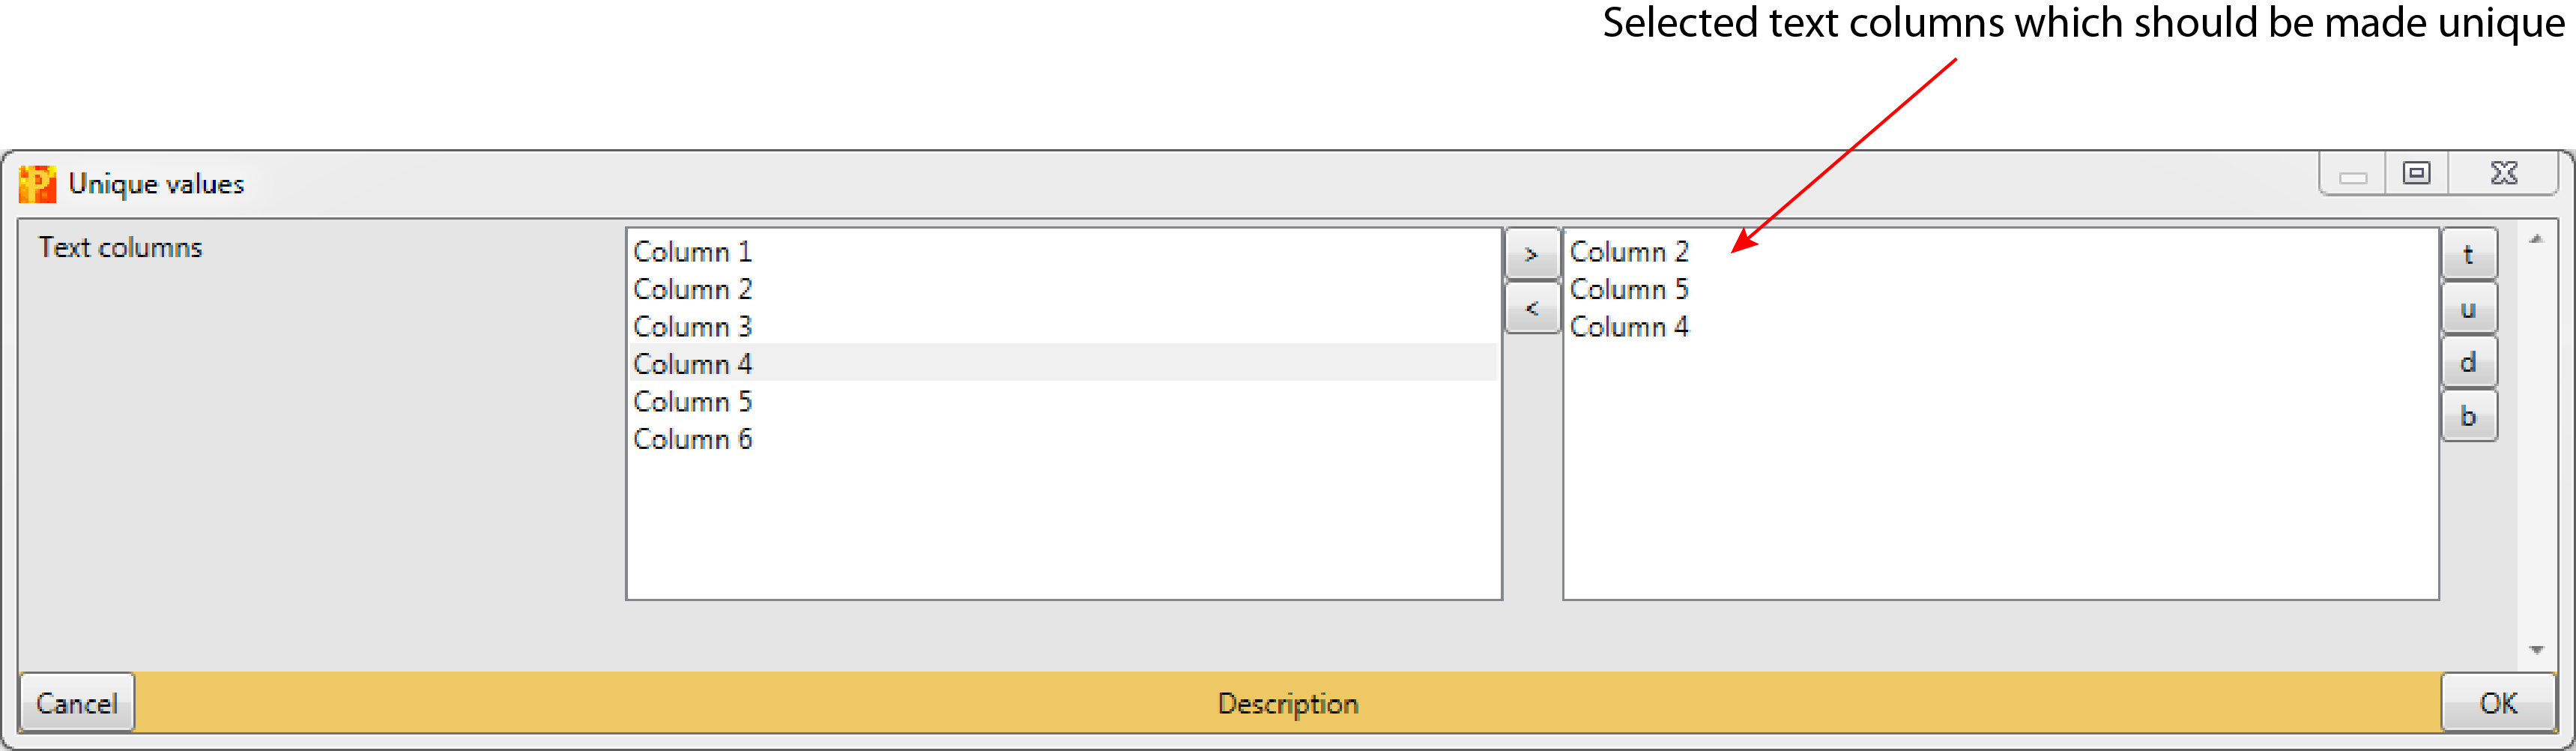 Selected text columns which should be made unique
P Unique values
Text columns
Column 1
Column 2
Column 3
Column 4
Column 5
Column 6
>
<
Column 2
Column 5
Column 4
t
u
d
b
Cancel
Description
OK